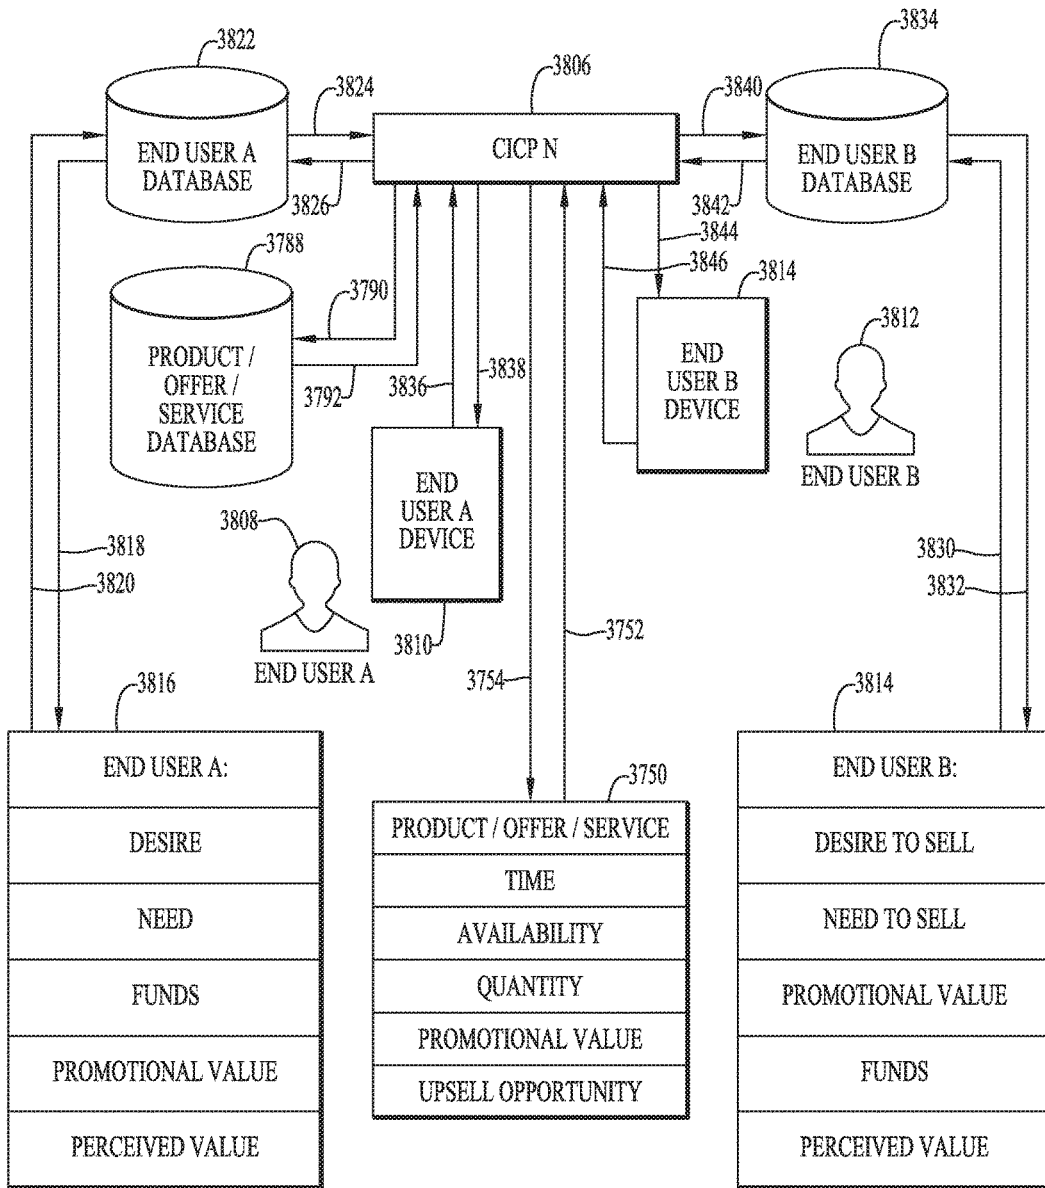 3822
3806
3834
3824
3840
END USER A
DATABASE
CICP N
END USER B
DATABASE
3826
3842
3844
3846
3788
3814
3790
3812
PRODUCT /
OFFER /
SERVICE
DATABASE
3792
3836
3838
END
USER B
DEVICE
END USER B
END
USER A
DEVICE
3808
3818
3820
3830
3832
3810
3752
END USER A
3754
3816
3814
END USER A:
DESIRE
NEED
FUNDS
PROMOTIONAL VALUE
PERCEIVED VALUE
3750
PRODUCT / OFFER / SERVICE
TIME
AVAILABILITY
QUANTITY
PROMOTIONAL VALUE
UPSELL OPPORTUNITY
END USER B:
DESIRE TO SELL
NEED TO SELL
PROMOTIONAL VALUE
FUNDS
PERCEIVED VALUE